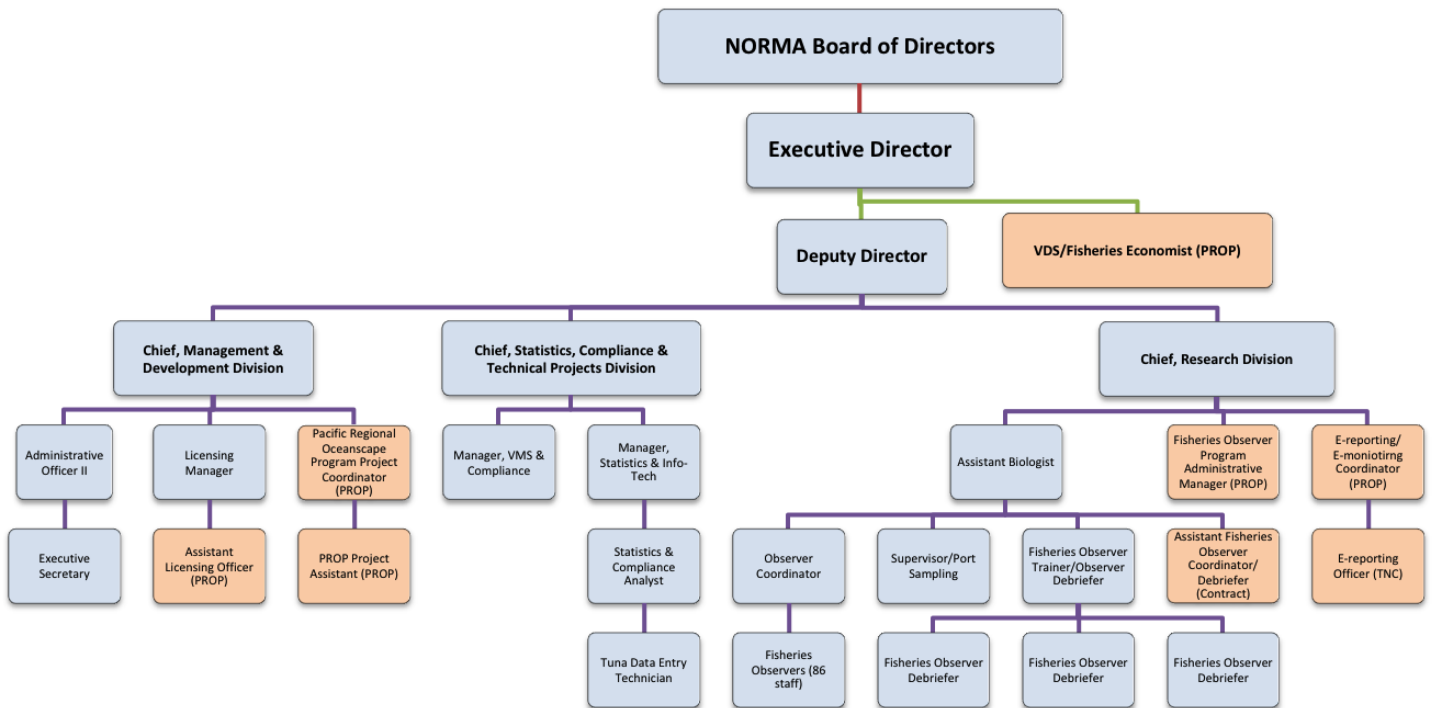 NORMA Board of Directors
Executive Director
Deputy Director
VDS/Fisheries Economist (PROP)
Chief, Management &
Development Division
Chief, Statistics, Compliance &
Technical Projects Division
Chief, Research Division
Administrative
Officer II
Licensing
Manager
Pacific Regional
Oceanscape
Program Project
Coordinator
(PROP)
Manager, VMS &
Compliance
Manager,
Statistics & Info-
Tech
Assistant Biologist
Fisheries Observer
Program
Administrative
Manager (PROP)
E-reporting/
E-moniotirng
Coordinator
(PROP)
Executive
Secretary
Assistant
Licensing Officer
(PROP)
PROP Project
Assistant (PROP)
Statistics &
Compliance
Analyst
Observer
Coordinator
Supervisor/Port
Sampling
Fisheries Observer
Trainer/Observer
Debriefer
Assistant Fisheries
Observer
Coordinator/
Debriefer
(Contract)
E-reporting
Officer (TNC)
Tuna Data Entry
Technician
Fisheries
Observers (86
staff)
Fisheries Observer
Debriefer
Fisheries Observer
Debriefer
Fisheries Observer
Debriefer